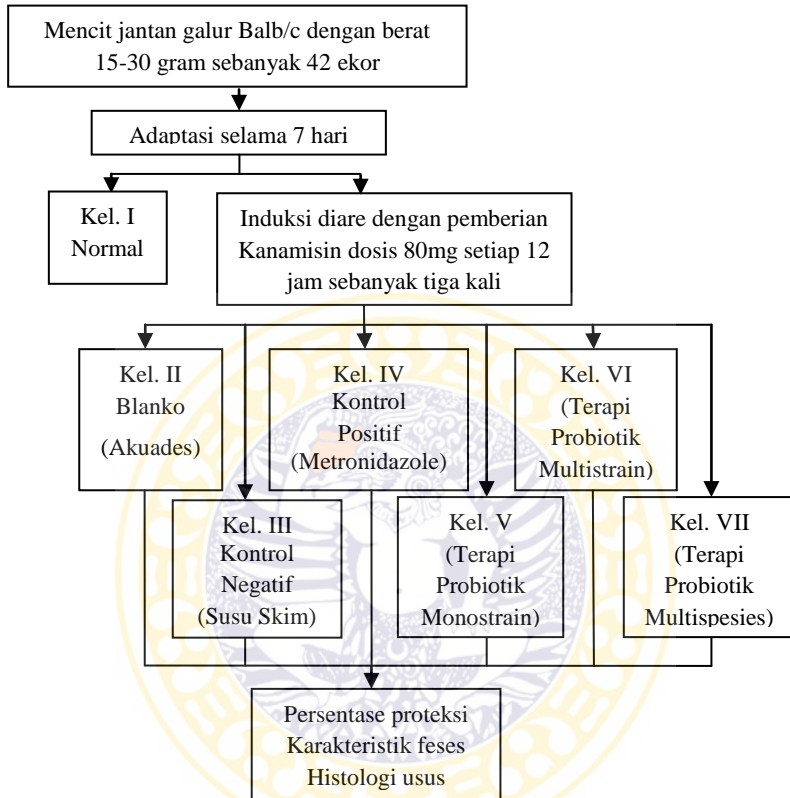 Mencit jantan galur Balb/c dengan berat
15-30 gram sebanyak 42 ekor
Adaptasi selama 7 hari
Kel. I
Normal
Induksi diare dengan pemberian
Kanamisin dosis 80mg setiap 12
jam sebanyak tiga kali
Kel. II
Blanko
(Akuades)
Kel. III
Kontrol
Negatif
(Susu Skim)
Kel. IV
Kontrol
Positif
(Metronidazole)
Kel. V
(Terapi
Probiotik
Monostrain)
Kel. VI
(Terapi
Probiotik
Multistrain)
Kel. VII
(Terapi
Probiotik
Multispesies)
Persentase proteksi
Karakteristik feses
Histologi usus